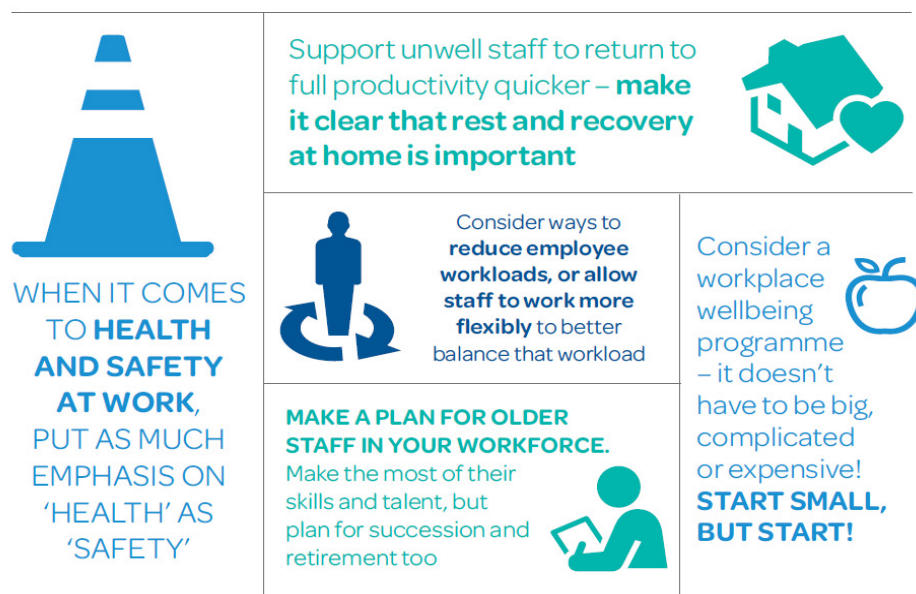 WHEN IT COMES
TO HEALTH
AND SAFETY
AT WORK,
PUT AS MUCH
EMPHASIS ON
‘HEALTH’ AS
‘SAFETY’
Support unwell staff to return to
full productivity quicker – make
it clear that rest and recovery
at home is important
Consider ways to
reduce employee
workloads, or allow
staff to work more
flexibly to better
balance that workload
MAKE A PLAN FOR OLDER
STAFF IN YOUR WORKFORCE.
Make the most of their
skills and talent, but
plan for succession and
retirement too
Consider a
workplace
wellbeing
programme
– it doesn’t
have to be big,
complicated
or expensive!
START SMALL,
BUT START!